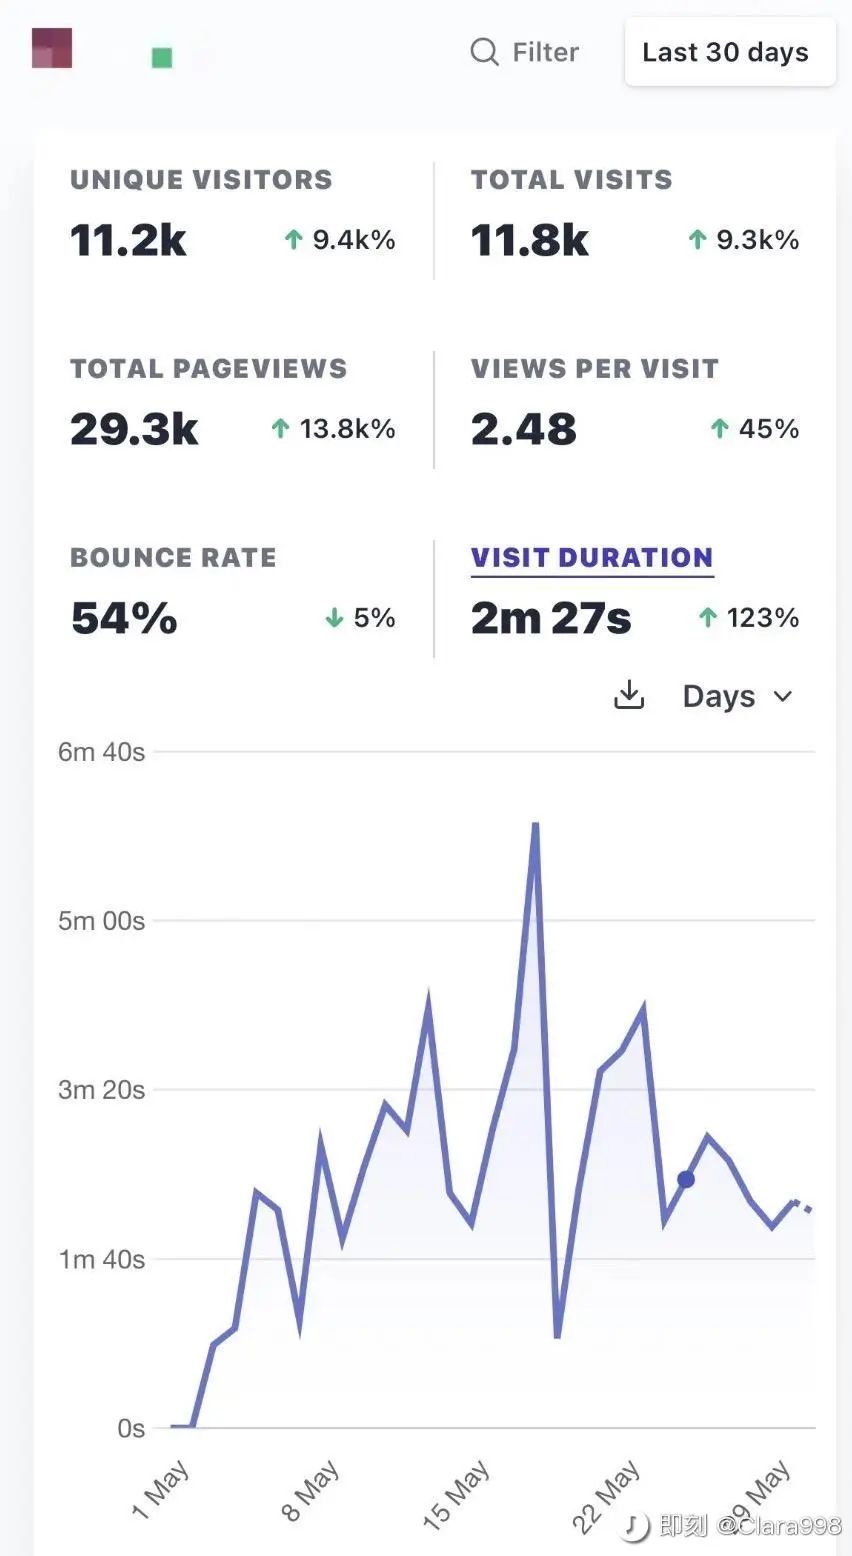 Filter
Last 30 days
UNIQUE VISITORS
11.2k
9.4k%
TOTAL VISITS
11.8k
9.3k%
TOTAL PAGEVIEWS
29.3k
13.8k%
VIEWS PER VISIT
2.48
45%
BOUNCE RATE
54%
5%
VISIT DURATION
2m 27s
123%
Days
6m 40s
5m 00s
3m 20s
1m 40s
0s
1 May
8 May
15 May
22 May
29 May
即刻 @Clara998